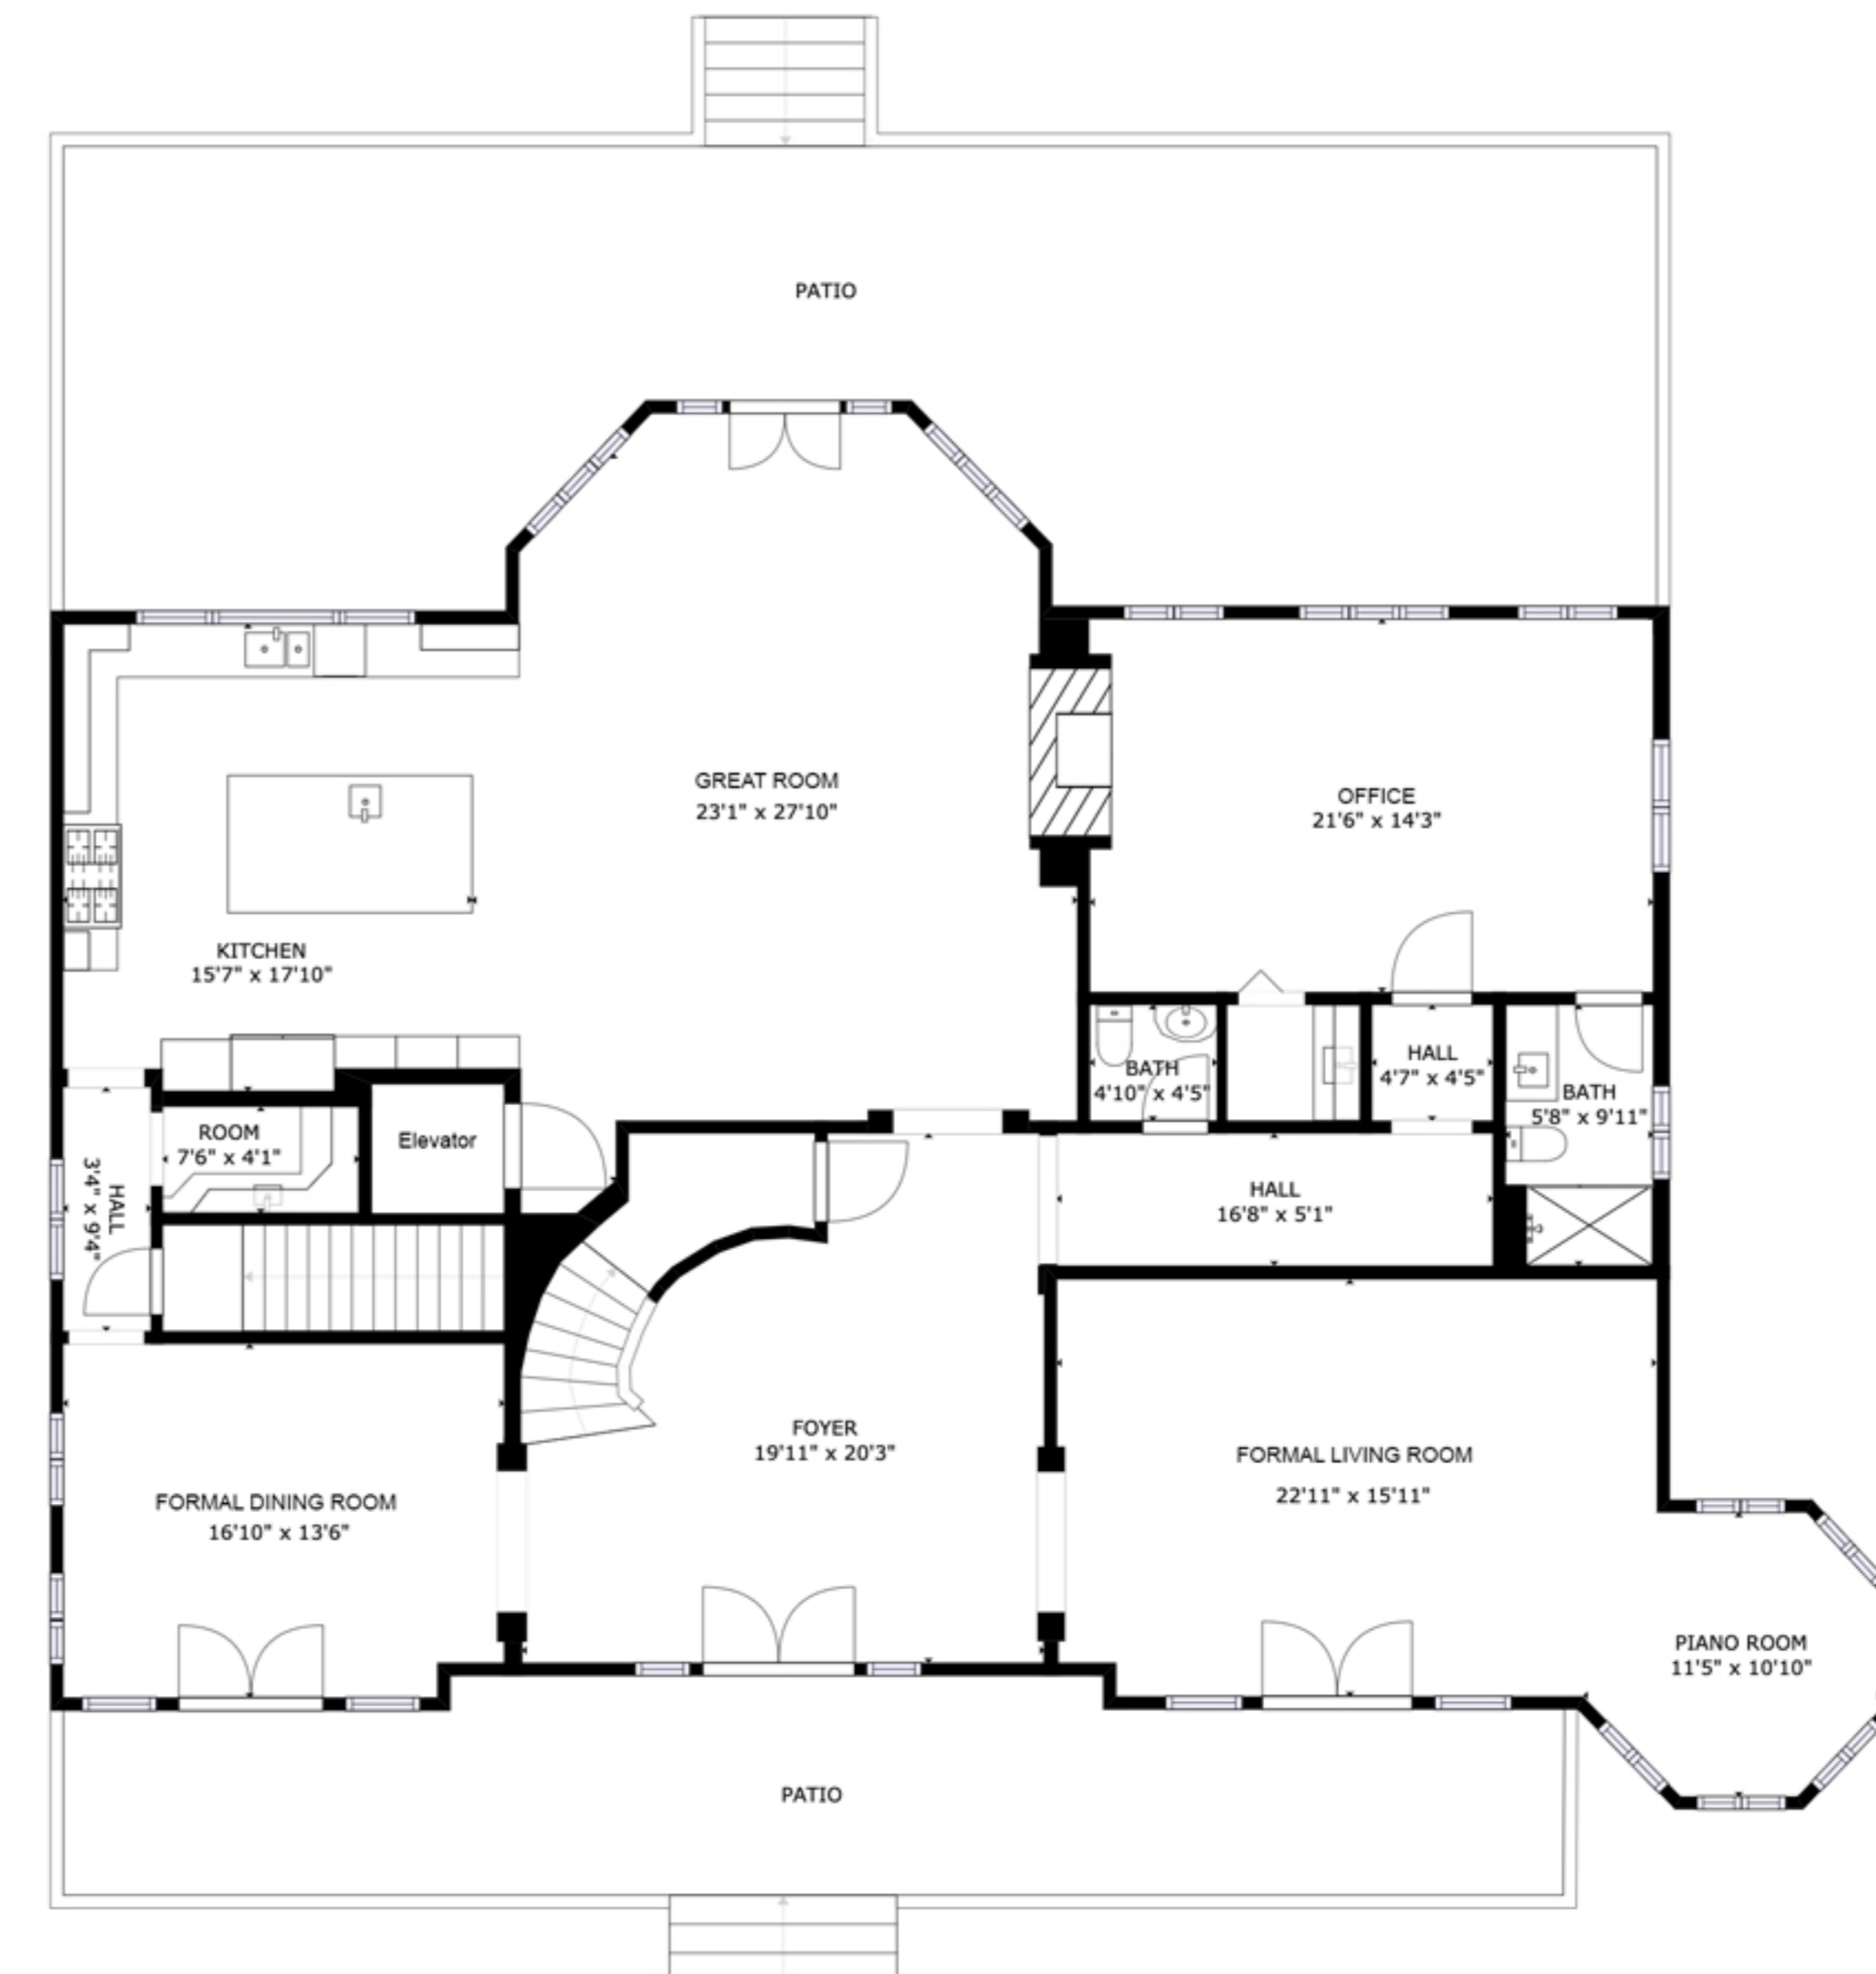 PATIO
GREAT ROOM
23'1" x 27'10"
OFFICE
21'6" x 14'3"
KITCHEN
15'7" x 17'10"
BATH
4'10" x 4'5"
HALL
4'7" x 4'5"
BATH
5'8" x 9'11"
ROOM
7'6" x 4'1"
Elevator
HALL
3'4" x 9'4"
HALL
16'8" x 5'1"
FOYER
19'11" x 20'3"
FORMAL LIVING ROOM
22'11" x 15'11"
FORMAL DINING ROOM
16'10" x 13'6"
PIANO ROOM
11'5" x 10'10"
PATIO